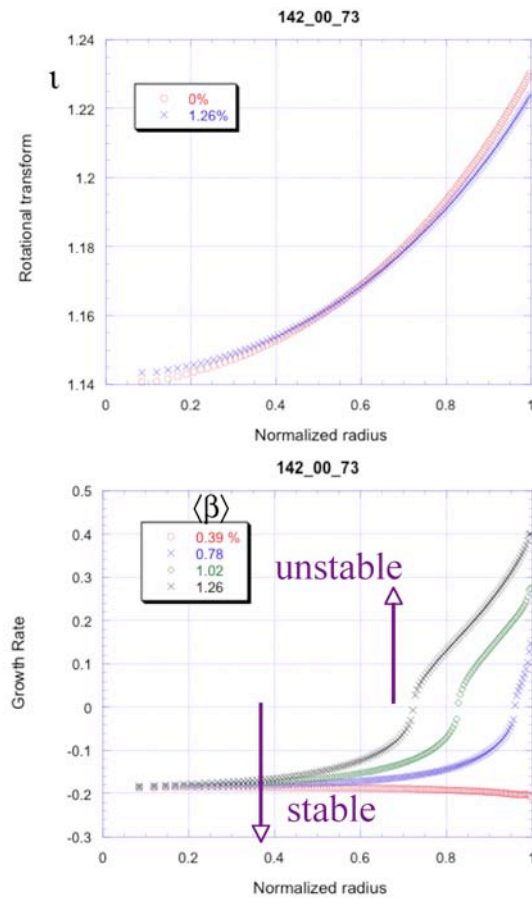 142_00_73
ι
0%
1.26%
Rotational transform
1.24
1.22
1.2
1.18
1.16
1.14
0 0.2 0.4 0.6 0.8 1
Normalized radius
142_00_73
⟨β⟩
0.39 %
0.78
1.02
1.26
unstable
stable
Growth Rate
0.5
0.4
0.3
0.2
0.1
0
-0.1
-0.2
-0.3
0 0.2 0.4 0.6 0.8 1
Normalized radius